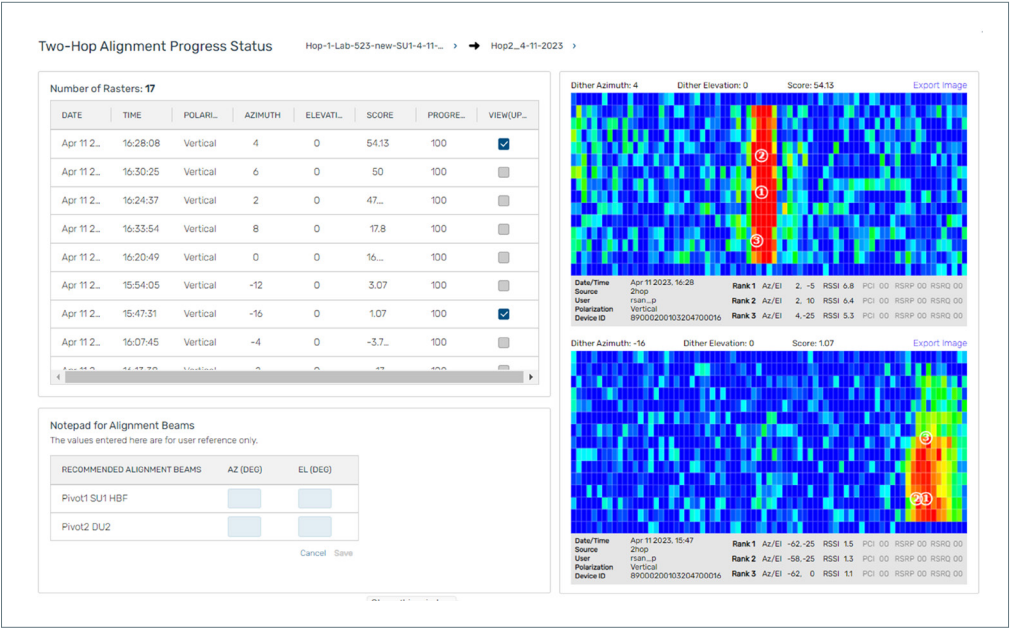 Two-Hop Alignment Progress Status Hop-1-Lab-523-new-SU1-4-11-... › → Hop2_4-11-2023 ›
Number of Rasters: 17
DATE TIME POLARI... AZIMUTH ELEVATI... SCORE PROGRE... VIEW(UP...
Apr 11 2... 16:28:08 Vertical 4 0 54.13 100
Apr 11 2... 16:30:25 Vertical 6 0 50 100
Apr 11 2... 16:24:37 Vertical 2 0 47... 100
Apr 11 2... 16:33:54 Vertical 8 0 17.8 100
Apr 11 2... 16:20:49 Vertical 0 0 16... 100
Apr 11 2... 15:54:05 Vertical -12 0 3.07 100
Apr 11 2... 15:47:31 Vertical -16 0 1.07 100
Apr 11 2... 16:07:45 Vertical -4 0 -3.7... 100
Notepad for Alignment Beams
The values entered here are for user reference only.
RECOMMENDED ALIGNMENT BEAMS AZ (DEG) EL (DEG)
Pivot1 SU1 HBF
Pivot2 DU2
Cancel Save
Dither Azimuth: 4 Dither Elevation: 0 Score: 54.13 Export Image
2
1
3
Date/Time Apr 11 2023, 16:28
Source 2hop
User rsan_p
Polarization Vertical
Device ID 89000200103204700016
Rank 1 Az/El 2, -5 RSSI 6.8 PCI 00 RSRP 00 RSRQ 00
Rank 2 Az/El 2, 10 RSSI 6.4 PCI 00 RSRP 00 RSRQ 00
Rank 3 Az/El 4,-25 RSSI 5.3 PCI 00 RSRP 00 RSRQ 00
Dither Azimuth: -16 Dither Elevation: 0 Score: 1.07 Export Image
3
2 1
Date/Time Apr 11 2023, 15:47
Source 2hop
User rsan_p
Polarization Vertical
Device ID 89000200103204700016
Rank 1 Az/El -62,-25 RSSI 1.5 PCI 00 RSRP 00 RSRQ 00
Rank 2 Az/El -58,-25 RSSI 1.3 PCI 00 RSRP 00 RSRQ 00
Rank 3 Az/El -62, 0 RSSI 1.1 PCI 00 RSRP 00 RSRQ 00